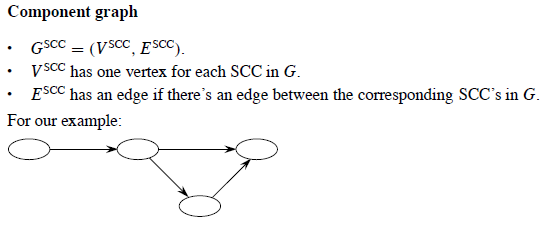 Component graph
• G^SCC = (V^SCC, E^SCC).
• V^SCC has one vertex for each SCC in G.
• E^SCC has an edge if there's an edge between the corresponding SCC's in G.
For our example: